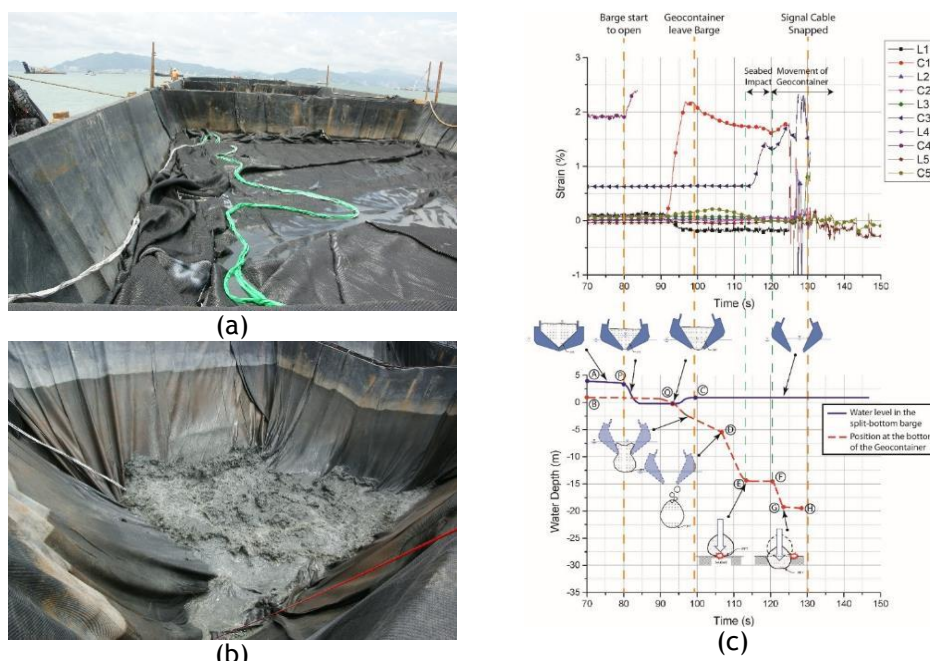 (a)
(b)
Barge start
to open
Geocontainer
leave Barge
Signal Cable
Snapped
Seabed
Impact
Movement of
Geocontainer
L1
C1
L2
C2
L3
C3
L4
C4
L5
C5
Strain (%)
3
2
1
0
-1
70 80 90 100 110 120 130 140 150
Time (s)
Water level in the
split-bottom barge
Position at the bottom
of the Geocontainer
A
P
B
Q
C
D
E
F
G
H
Water Depth (m)
5
0
-5
-10
-15
-20
-25
-30
-35
70 80 90 100 110 120 130 140 150
Time (s)
(c)